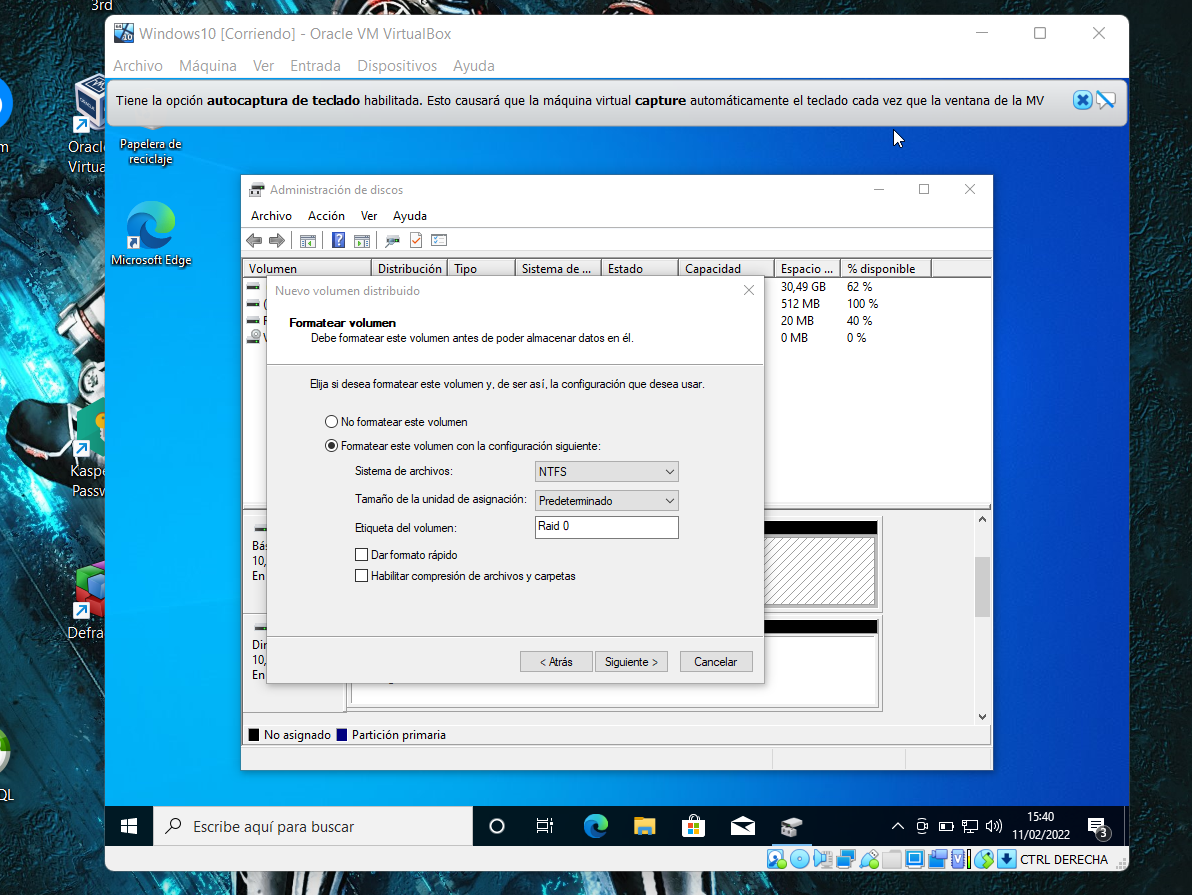 3rd
Windows10 [Corriendo] - Oracle VM VirtualBox
Archivo Máquina Ver Entrada Dispositivos Ayuda
Tiene la opción autocaptura de teclado habilitada. Esto causará que la máquina virtual capture automáticamente el teclado cada vez que la ventana de la MV
Papelera de
reciclaje
Microsoft Edge
Administración de discos
Archivo Acción Ver Ayuda
Volumen Distribución Tipo Sistema de ... Estado Capacidad Espacio ... % disponible
30,49 GB 62 %
512 MB 100 %
20 MB 40 %
0 MB 0 %
Nuevo volumen distribuido
Formatear volumen
Debe formatear este volumen antes de poder almacenar datos en él.
Elija si desea formatear este volumen y, de ser así, la configuración que desea usar.
No formatear este volumen
Formatear este volumen con la configuración siguiente:
Sistema de archivos: NTFS
Tamaño de la unidad de asignación: Predeterminado
Etiqueta del volumen: Raid 0
Dar formato rápido
Habilitar compresión de archivos y carpetas
< Atrás Siguiente > Cancelar
Bás
10,
En
10,
En
No asignado Partición primaria
Escribe aquí para buscar
15:40
11/02/2022
3
CTRL DERECHA
Oracle
Virtua
Kaspe
Passw
Defra
QL